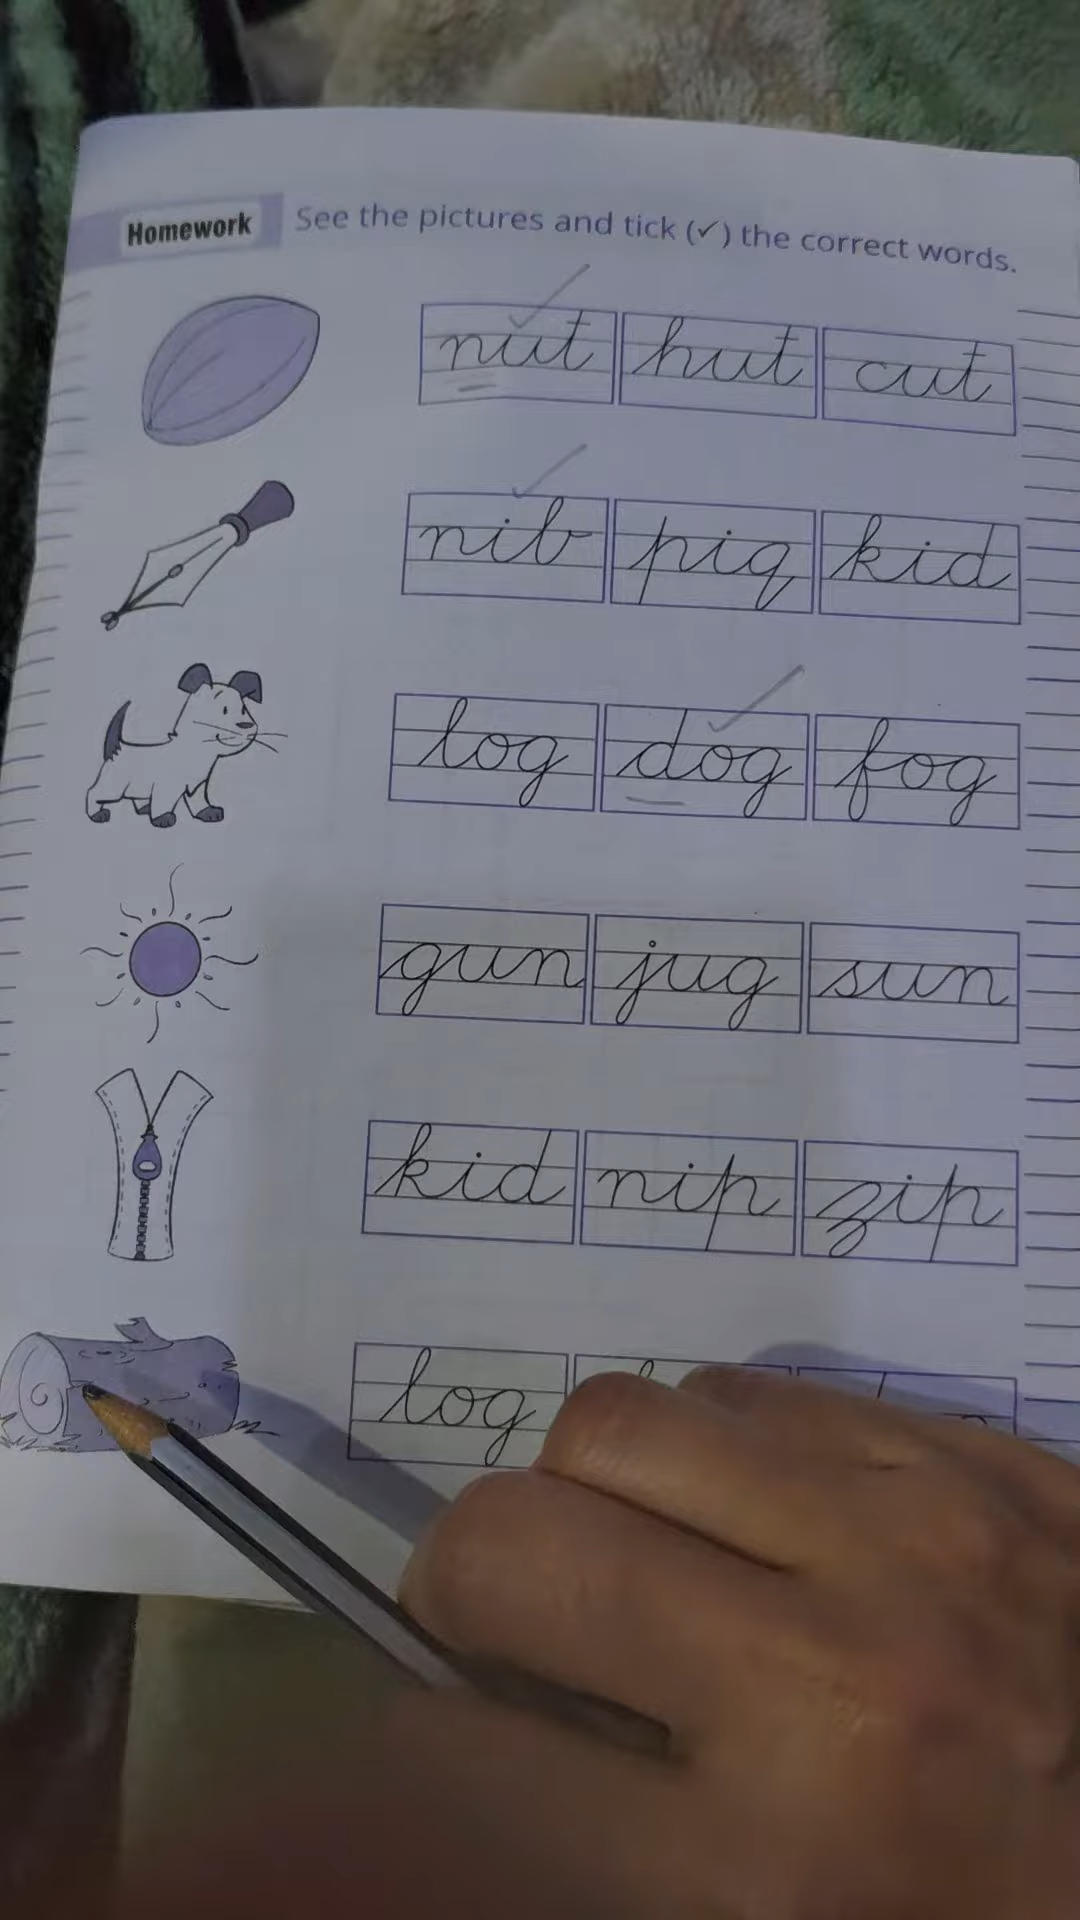 Homework See the pictures and tick (✓) the correct words.
nut hut cut
nib pig kid
log dog fog
gun jug sun
kid nip zip
log